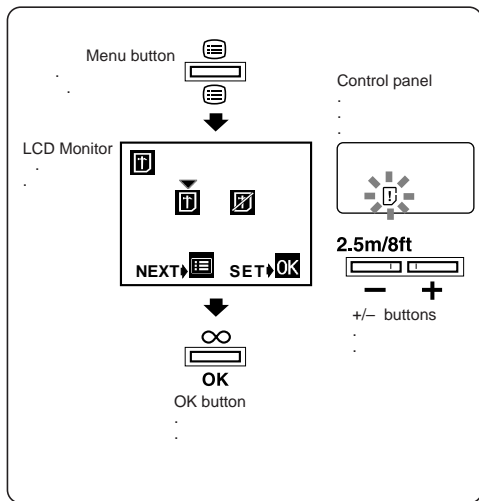 Menu button
Control panel
LCD Monitor
NEXT SET OK
2.5m/8ft
– +
+/– buttons
∞
OK
OK button